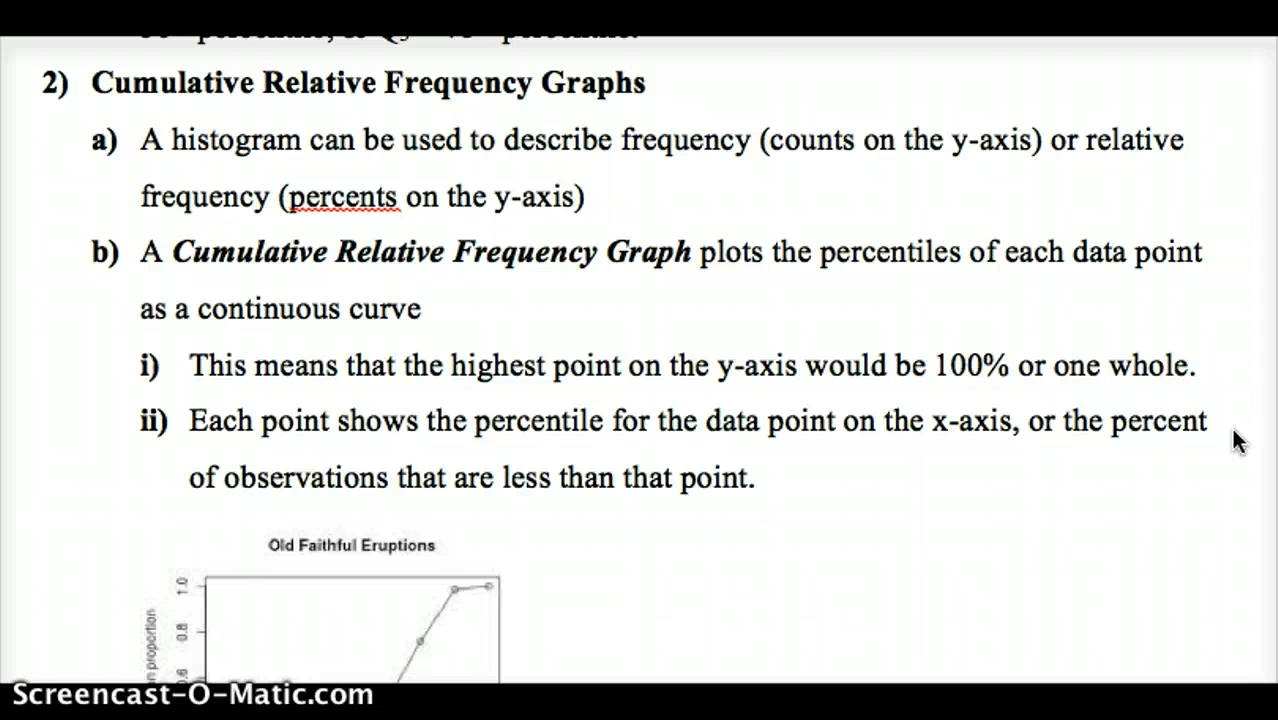 2) Cumulative Relative Frequency Graphs
a) A histogram can be used to describe frequency (counts on the y-axis) or relative
frequency (percents on the y-axis)
b) A Cumulative Relative Frequency Graph plots the percentiles of each data point
as a continuous curve
i) This means that the highest point on the y-axis would be 100% or one whole.
ii) Each point shows the percentile for the data point on the x-axis, or the percent
of observations that are less than that point.
Old Faithful Eruptions
1.0
0.8
0.6
proportion
Screencast-O-Matic.com